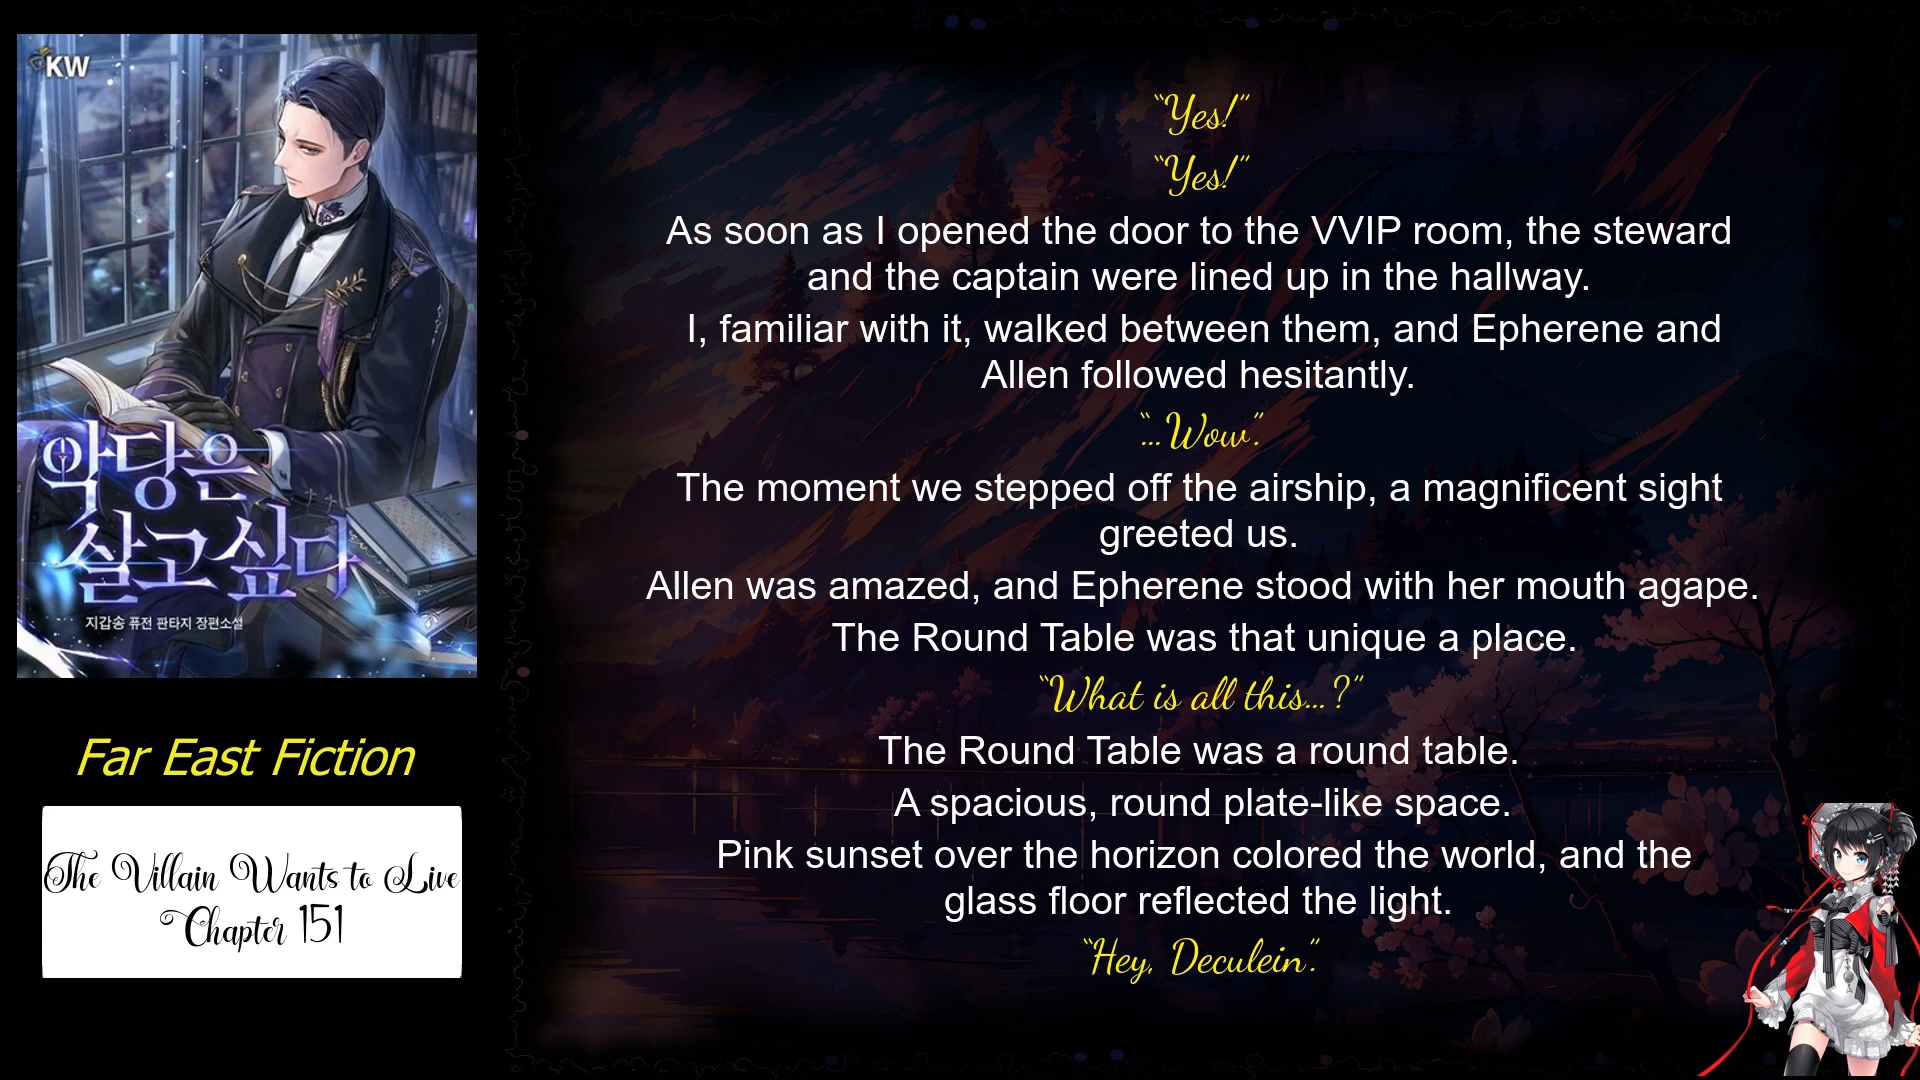 KW
악당은
살고싶다
지갑송 퓨전 판타지 장편소설
Far East Fiction
The Villain Wants to Live
Chapter 151
“Yes!”
“Yes!”
As soon as I opened the door to the VVIP room, the steward
and the captain were lined up in the hallway.
I, familiar with it, walked between them, and Epherene and
Allen followed hesitantly.
“…Wow”.
The moment we stepped off the airship, a magnificent sight
greeted us.
Allen was amazed, and Epherene stood with her mouth agape.
The Round Table was that unique a place.
“What is all this…?”
The Round Table was a round table.
A spacious, round plate-like space.
Pink sunset over the horizon colored the world, and the
glass floor reflected the light.
“Hey, Deculein”.